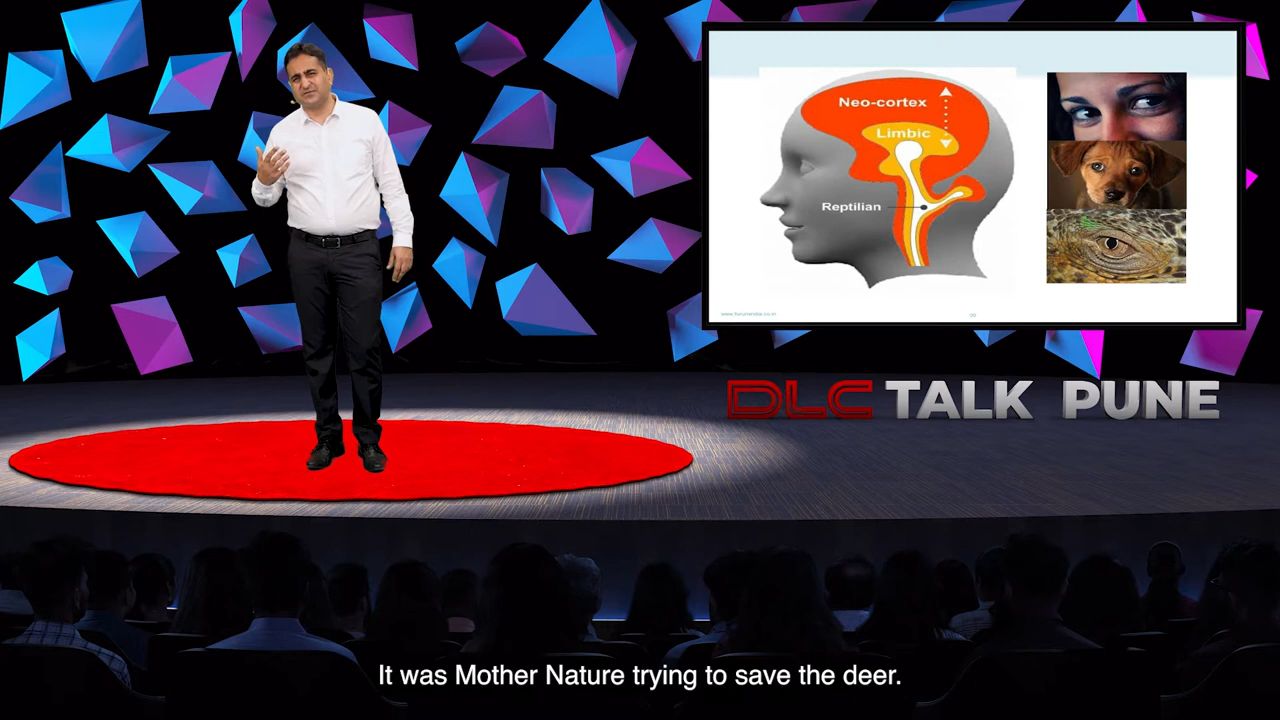 Neo-cortex
Limbic
Reptilian
DLC TALK PUNE
It was Mother Nature trying to save the deer.